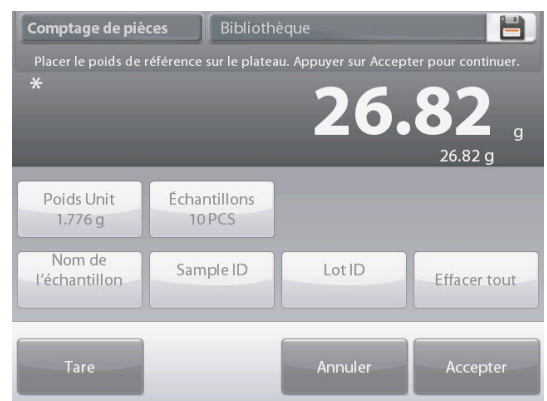 Comptage de pièces
Bibliothèque
Placer le poids de référence sur le plateau. Appuyer sur Accepter pour continuer.
*
26.82 g
26.82 g
Poids Unit
1.776 g
Échantillons
10 PCS
Nom de
l'échantillon
Sample ID
Lot ID
Effacer tout
Tare
Annuler
Accepter